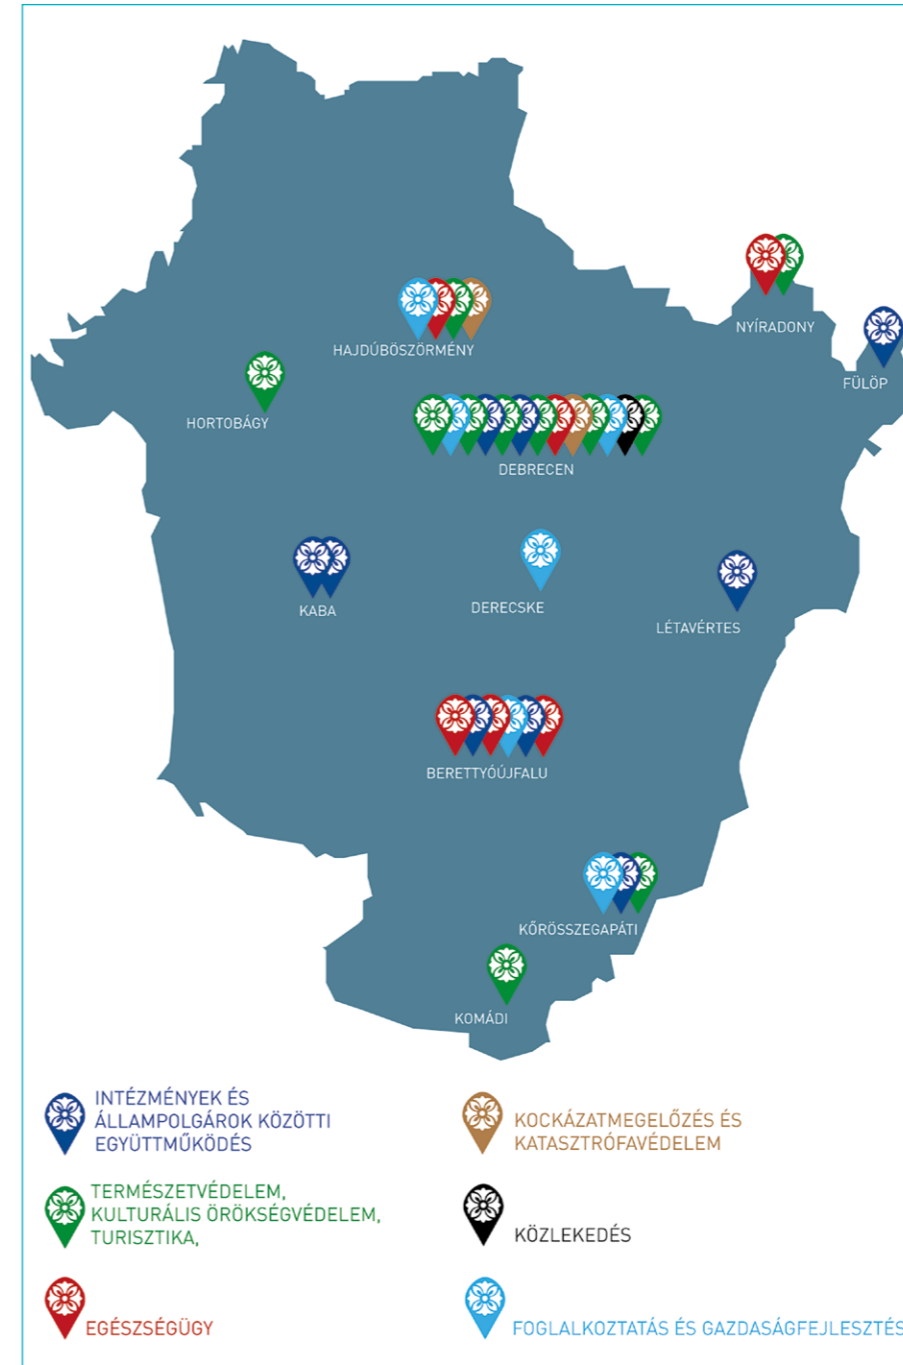 NYÍRADONY
HAJDÚBÖSZÖRMÉNY
FÜLÖP
HORTOBÁGY
DEBRECEN
KABA
DERECSKE
LÉTAVÉRTES
BERETTYÓÚJFALU
KŐRÖSSZEGAPÁTI
KOMÁDI
INTÉZMÉNYEK ÉS
ÁLLAMPOLGÁROK KÖZÖTTI
EGYÜTTMŰKÖDÉS
TERMÉSZETVÉDELEM,
KULTURÁLIS ÖRÖKSÉGVÉDELEM,
TURISZTIKA,
EGÉSZSÉGÜGY
KOCKÁZATMEGELŐZÉS ÉS
KATASZTRÓFAVÉDELEM
KÖZLEKEDÉS
FOGLALKOZTATÁS ÉS GAZDASÁGFEJLESZTÉS